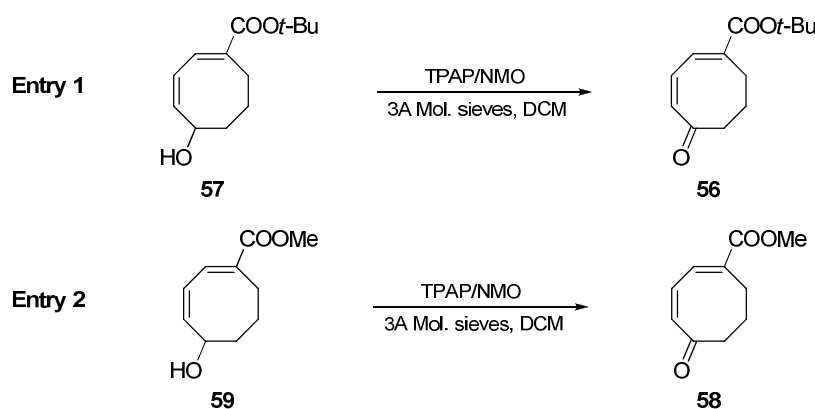 COOt-Bu COOt-Bu
Entry 1 TPAP/NMO
3A Mol. sieves, DCM
HO O
57 56
COOMe COOMe
Entry 2 TPAP/NMO
3A Mol. sieves, DCM
HO O
59 58